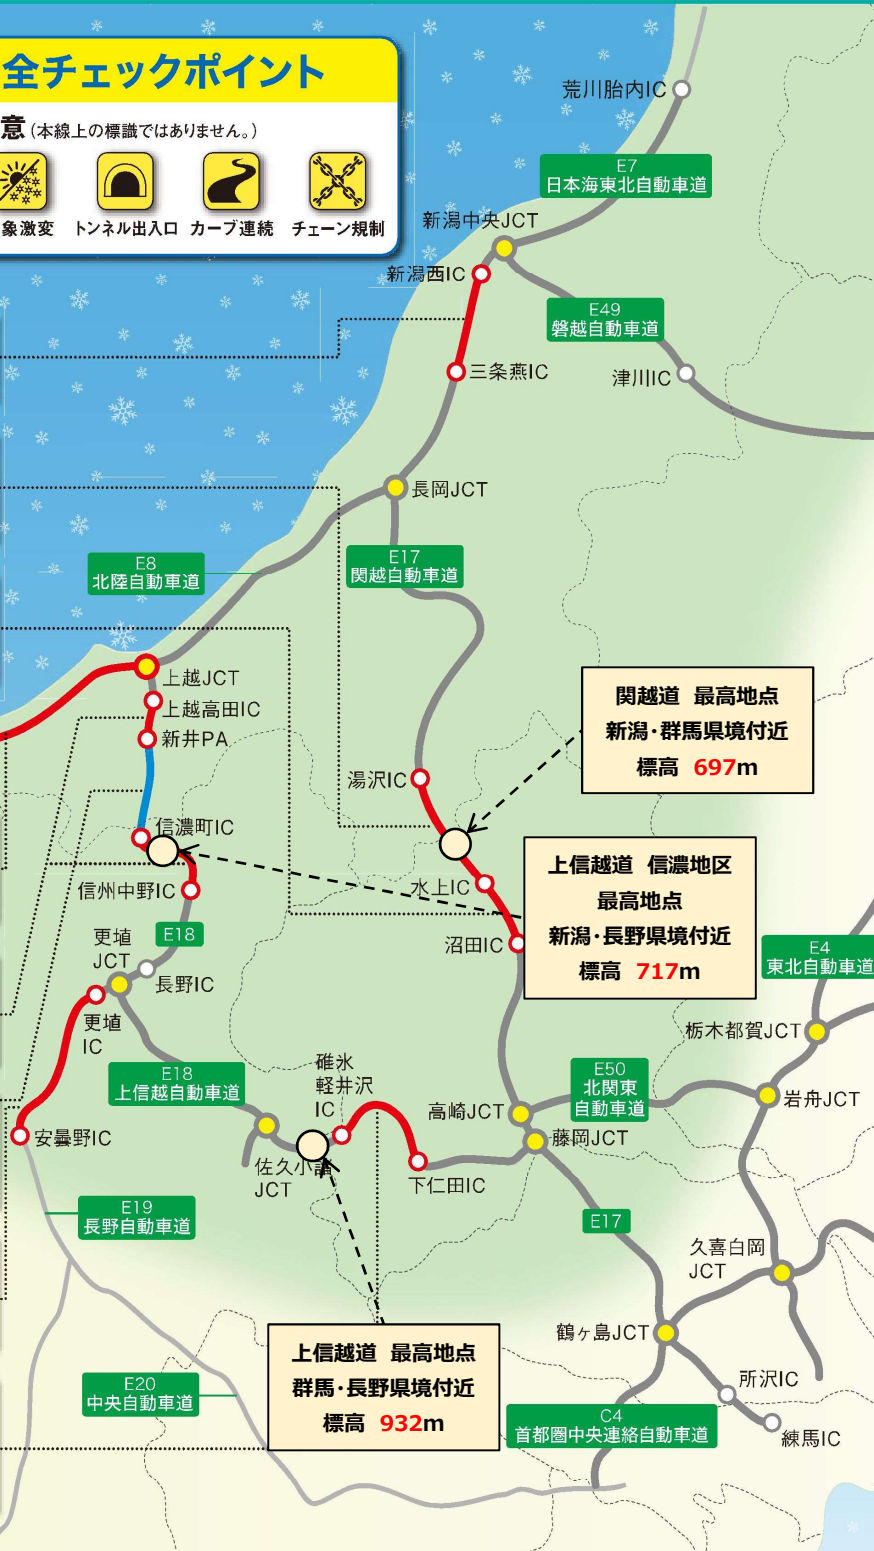 全チェックポイント
意(本線上の標識ではありません。)
象激変
トンネル出入口
カーブ連続
チェーン規制
荒川胎内IC
E7
日本海東北自動車道
新潟中央JCT
新潟西IC
E49
磐越自動車道
三条燕IC
津川IC
長岡JCT
E8
北陸自動車道
E17
関越自動車道
上越JCT
上越高田IC
新井PA
関越道 最高地点
新潟・群馬県境付近
標高 697m
湯沢IC
信濃町IC
上信越道 信濃地区
最高地点
新潟・長野県境付近
標高 717m
信州中野IC
水上IC
沼田IC
E18
更埴
JCT
長野IC
更埴
IC
E4
東北自動車道
栃木都賀JCT
E18
上信越自動車道
碓氷
軽井沢
IC
E50
北関東
自動車道
高崎JCT
岩舟JCT
安曇野IC
藤岡JCT
佐久小諸
JCT
下仁田IC
E19
長野自動車道
E17
久喜白岡
JCT
鶴ヶ島JCT
上信越道 最高地点
群馬・長野県境付近
標高 932m
E20
中央自動車道
所沢IC
C4
首都圏中央連絡自動車道
練馬IC